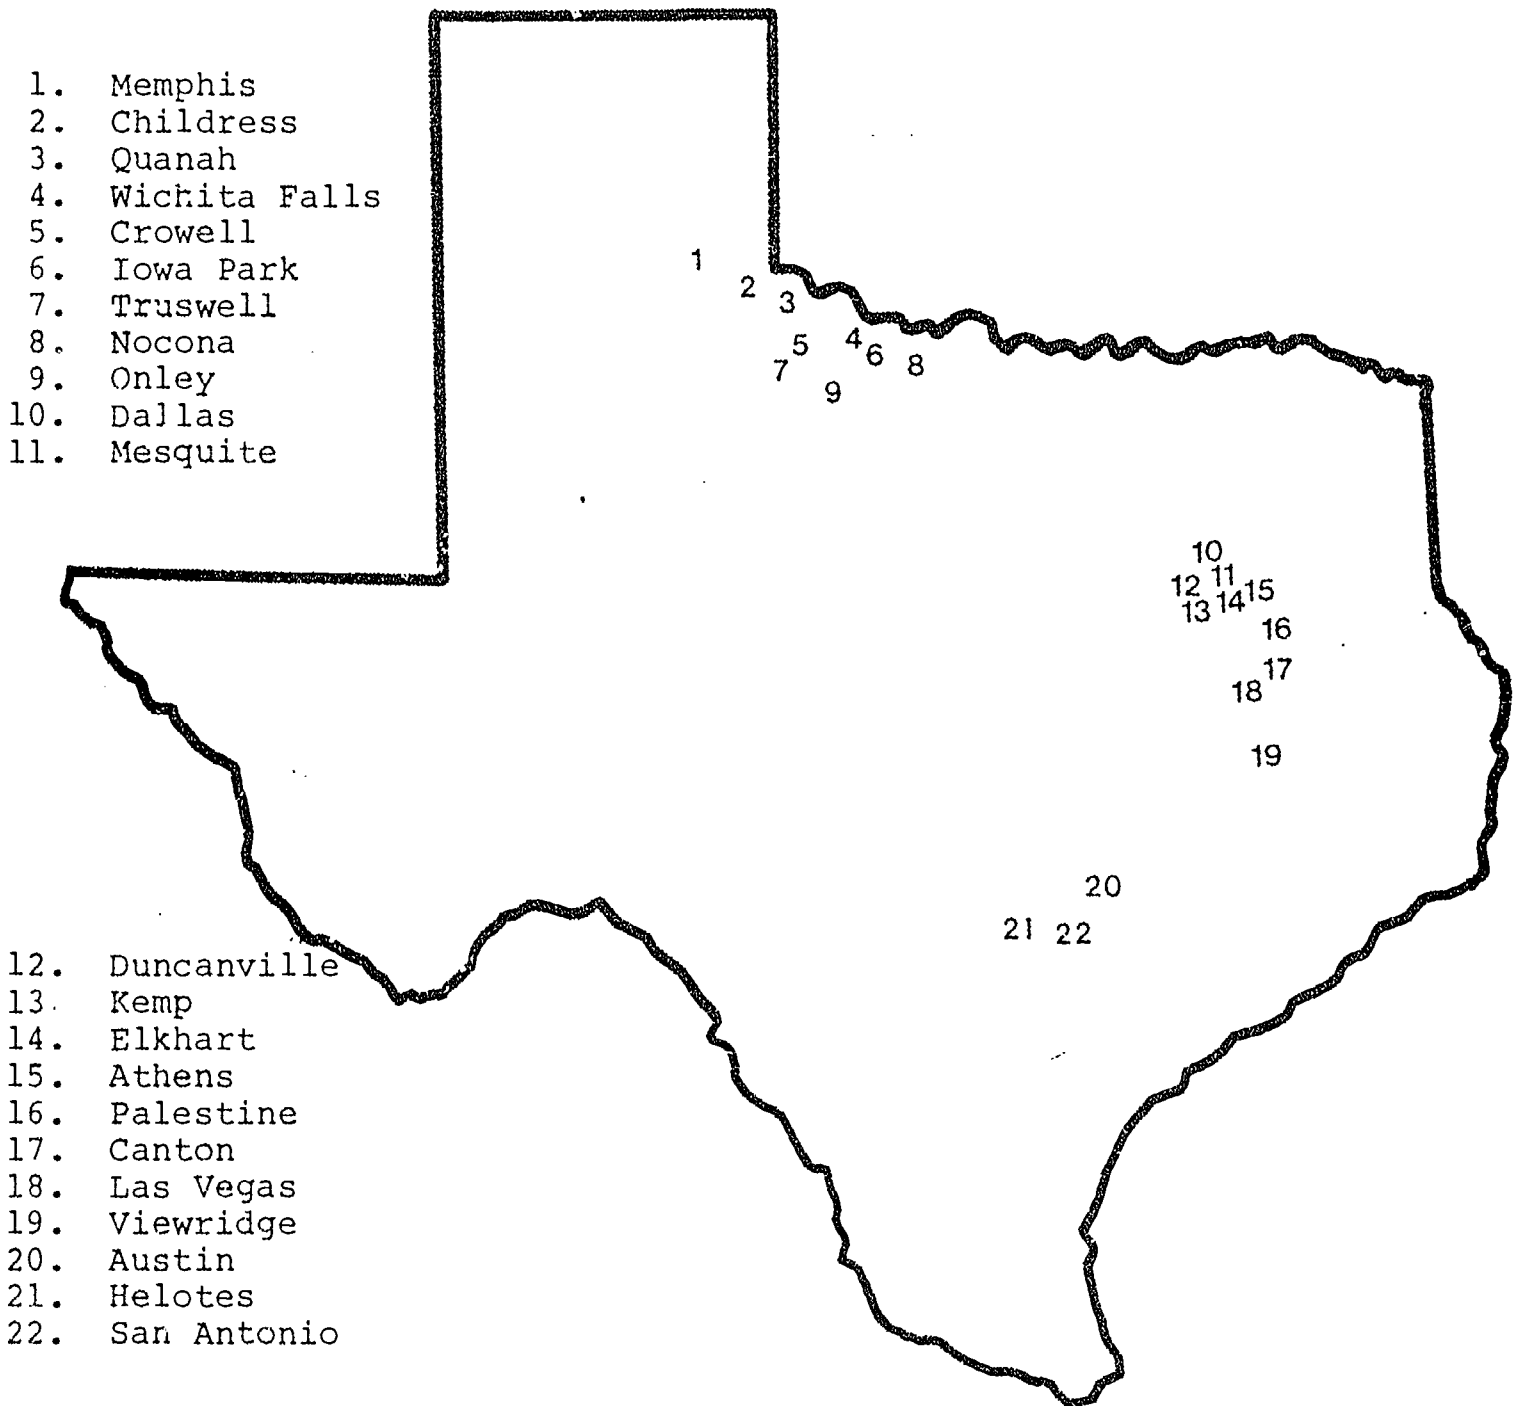 1. Memphis
2. Childress
3. Quanah
4. Wichita Falls
5. Crowell
6. Iowa Park
7. Truswell
8. Nocona
9. Onley
10. Dallas
11. Mesquite
1
2
3
4
5
6
7
8
9
10
11
12
15
14
13
16
17
18
19
20
21
22
12. Duncanville
13. Kemp
14. Elkhart
15. Athens
16. Palestine
17. Canton
18. Las Vegas
19. Viewridge
20. Austin
21. Helotes
22. San Antonio